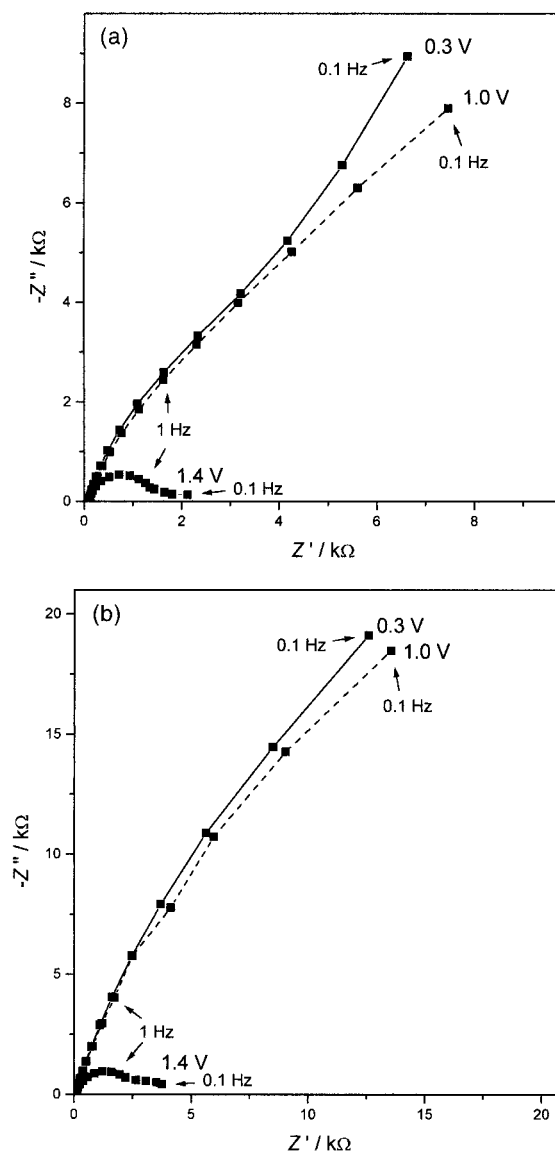 (a)
0.3 V
0.1 Hz
1.0 V
0.1 Hz
8
6
4
2
0
-Z'' / kΩ
1 Hz
1.4 V
0.1 Hz
0 2 4 6 8
Z' / kΩ
(b)
0.3 V
0.1 Hz
1.0 V
0.1 Hz
20
15
10
5
0
-Z'' / kΩ
1 Hz
1.4 V
0.1 Hz
0 5 10 15 20
Z' / kΩ